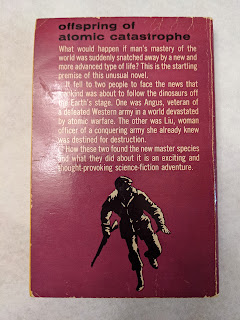 offspring of
atomic catastrophe
What would happen if man's mastery of the
world was suddenly snatched away by a new and
more advanced type of life? This is the starting
premise of this unusual novel.
It fell to two people to face the news that
mankind was about to follow the dinosaurs off
the Earth's stage. One was Angus, veteran of
a defeated Western army in a world devastated
by atomic warfare. The other was Liu, woman
officer of a conquering army she already knew
was destined for destruction.
How these two found the new master species
and what they did about it is an exciting and
thought-provoking science-fiction adventure.